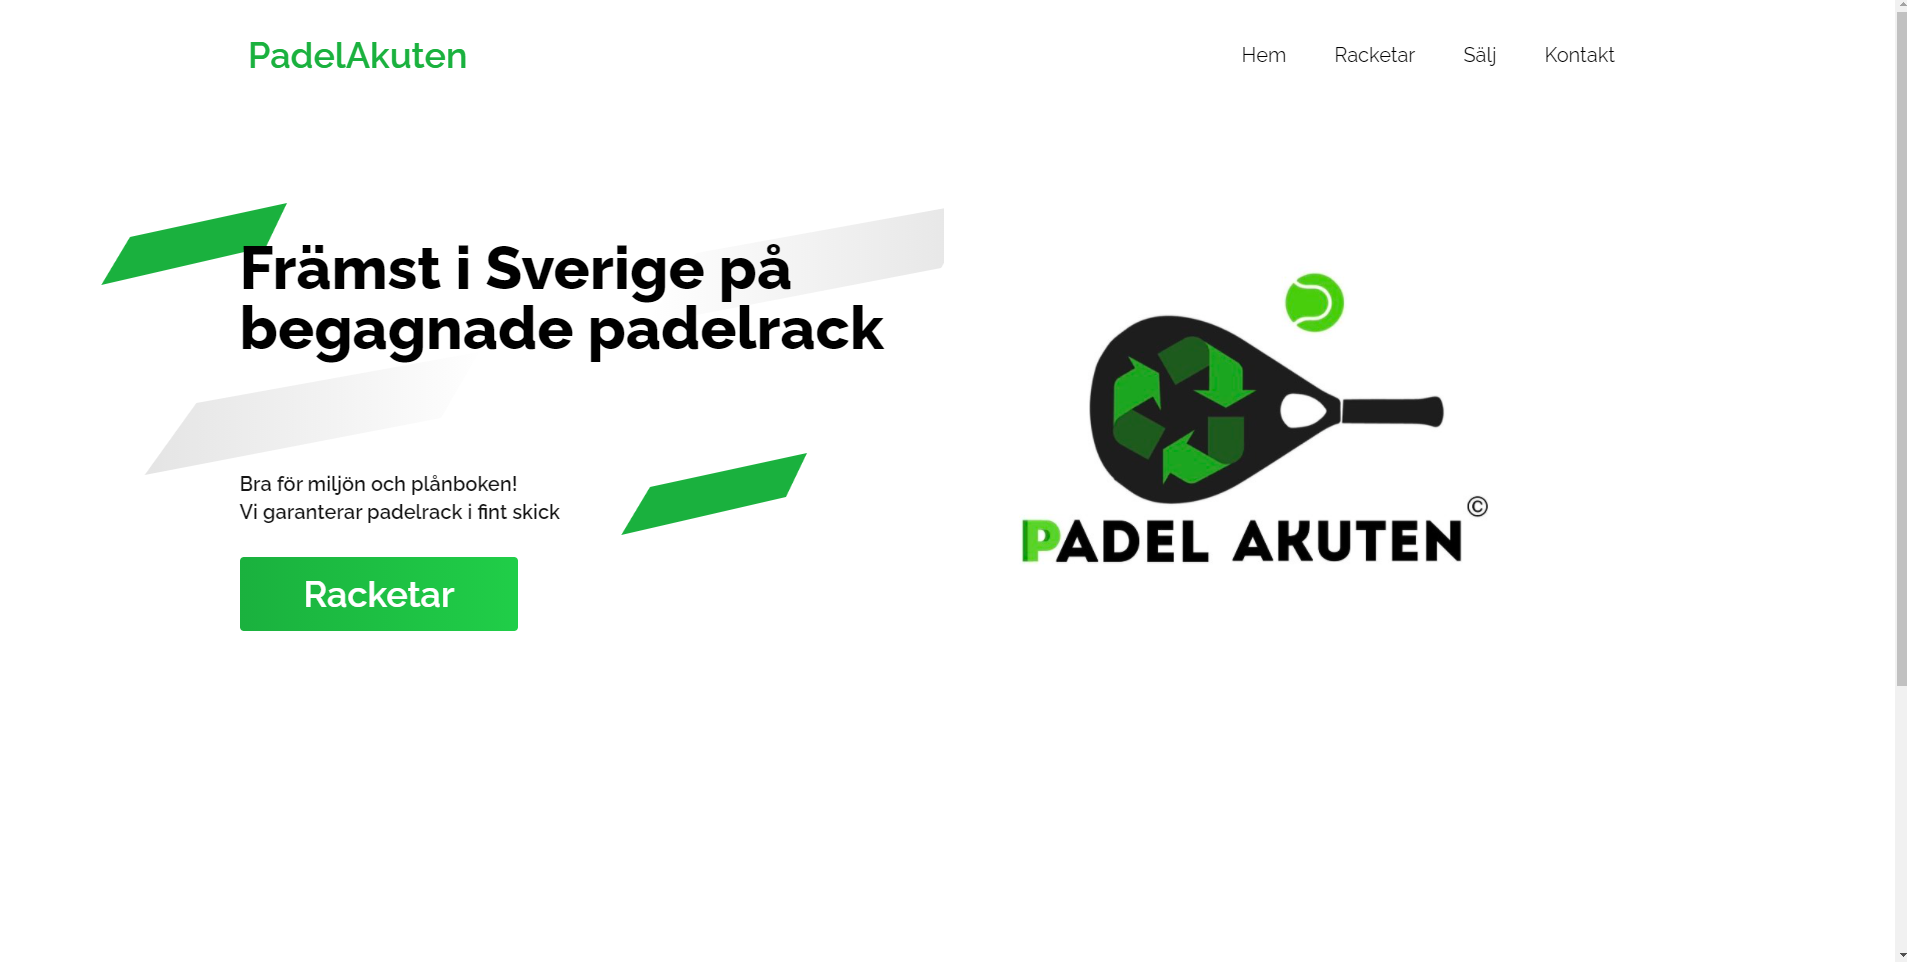 PadelAkuten
Hem Racketar Sälj Kontakt
Främst i Sverige på
begagnade padelrack
Bra för miljön och plånboken!
Vi garanterar padelrack i fint skick
Racketar
PADEL AKUTEN©